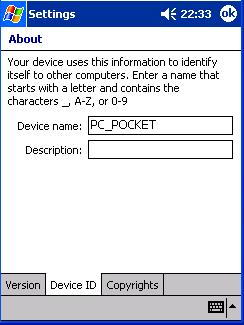 Settings 22:33 ok
About
Your device uses this information to identify
itself to other computers. Enter a name that
starts with a letter and contains the
characters _, A-Z, or 0-9
Device name: PC_POCKET
Description:
Version Device ID Copyrights